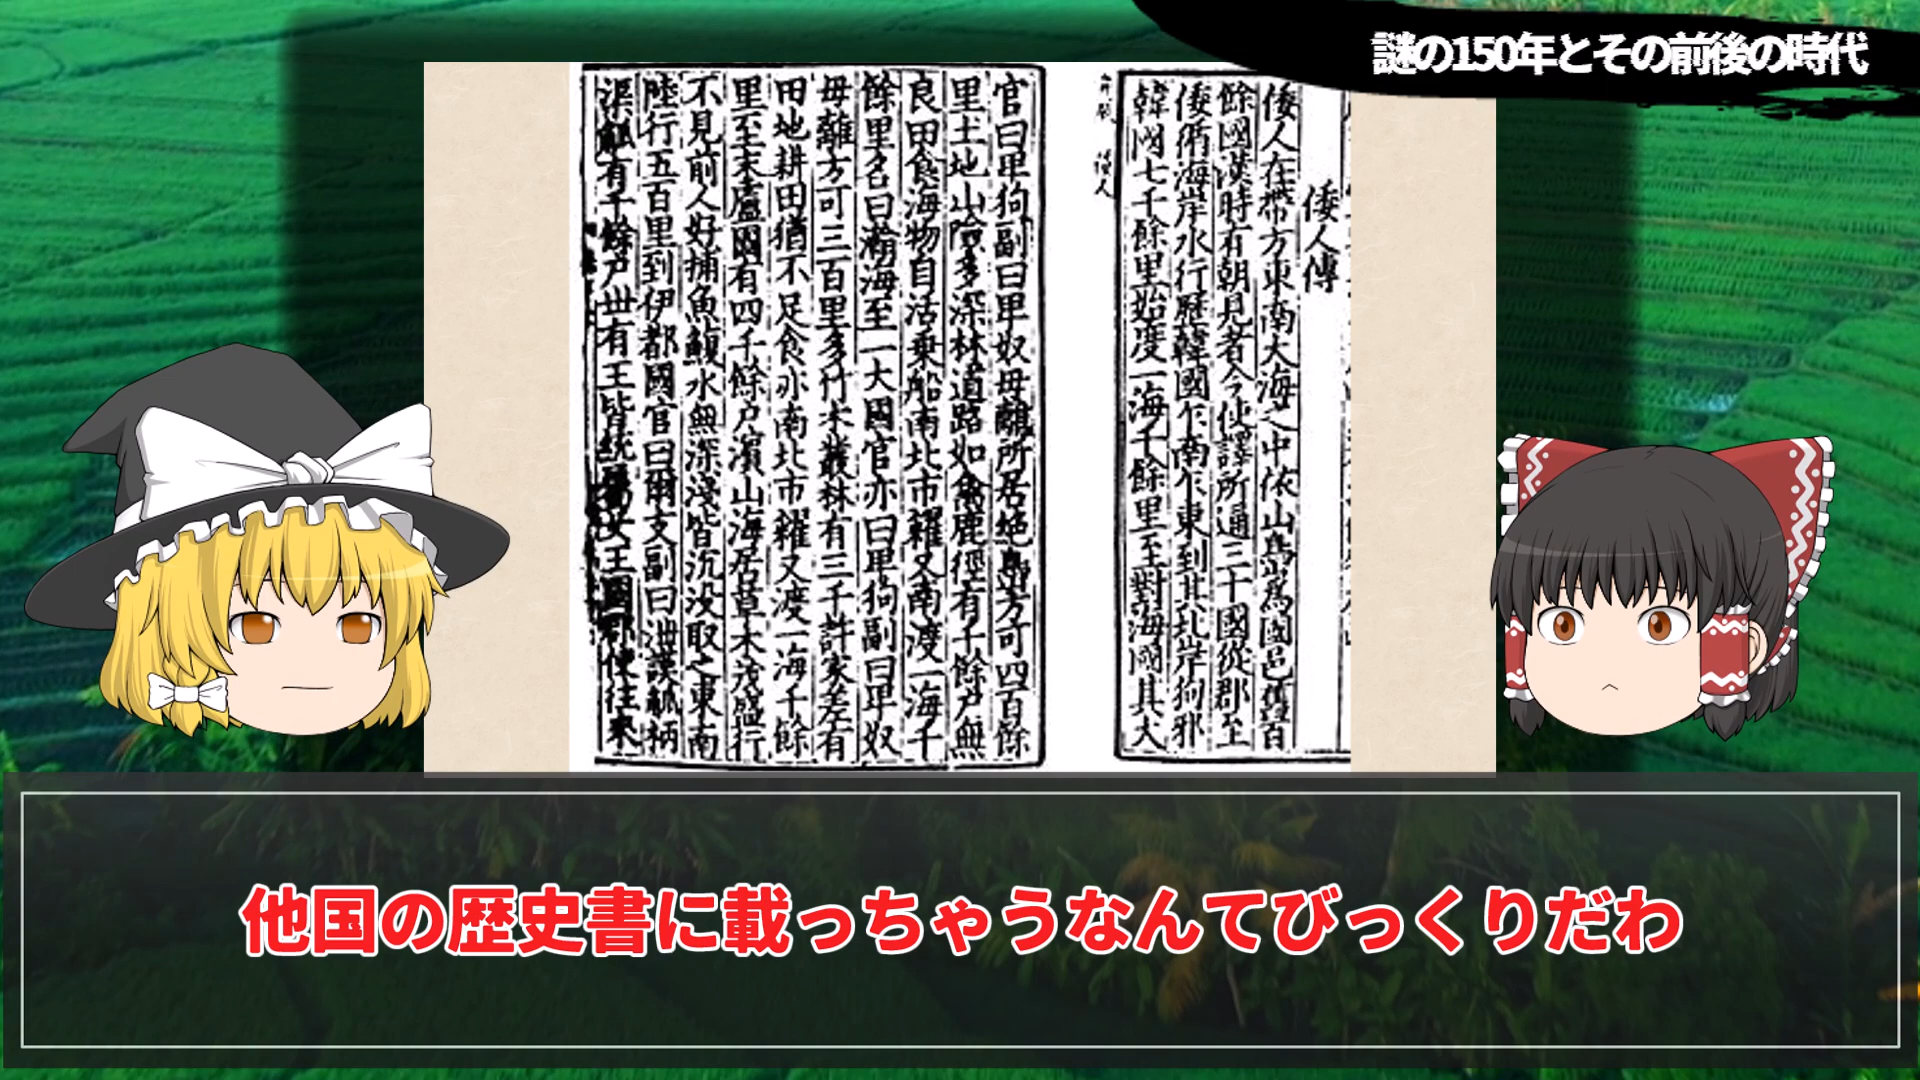 謎の150年とその前後の時代
倭人傳
倭人在帶方東南大海之中依山島爲國邑舊百
餘國漢時有朝見者今使譯所通三十國從郡至
倭循海岸水行歷韓國乍南乍東到其北岸狗邪
韓國七千餘里始度一海千餘里至對海國其大
官曰卑狗副曰卑奴毋離所居絶島方可四百餘
里土地山險多深林道路如禽鹿徑有千餘戸無
良田食海物自活乗船南北市糴又南渡一海千
餘里名曰瀚海至一大國官亦曰卑狗副曰卑奴
毋離方可三百里多竹木叢林有三千許家差有
田地耕田猶不足食亦南北市糴又渡一海千餘
里至末盧國有四千餘戸濱山海居草木茂盛行
不見前人好捕魚鰒水無深淺皆沉没取之東南
陸行五百里到伊都國官曰爾支副曰泄謨觚柄
渠觚有千餘戸丗有王皆統屬女王國郡使往來
他国の歴史書に載っちゃうなんてびっくりだわ